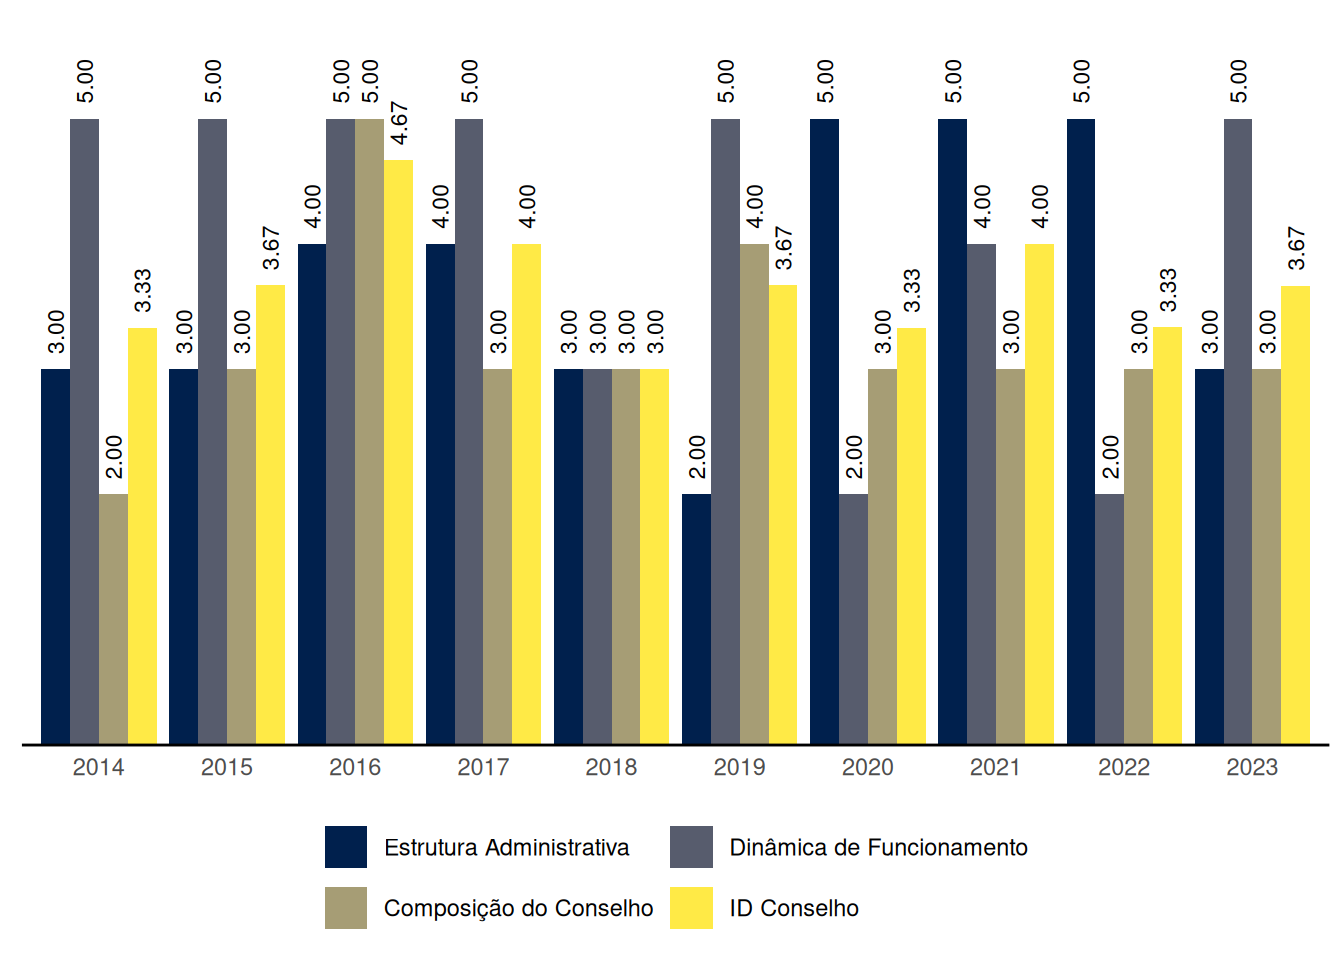 3.00 5.00 2.00 3.33 3.00 5.00 3.00 3.67 4.00 5.00 5.00 4.67 4.00 5.00 3.00 4.00 3.00 3.00 3.00 3.00 2.00 5.00 4.00 3.67 5.00 2.00 3.00 3.33 5.00 4.00 3.00 4.00 5.00 2.00 3.00 3.33 3.00 5.00 3.00 3.67
2014 2015 2016 2017 2018 2019 2020 2021 2022 2023
Estrutura Administrativa Dinâmica de Funcionamento
Composição do Conselho ID Conselho